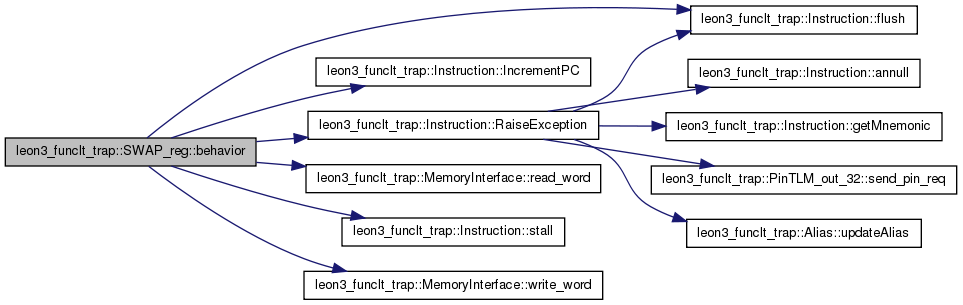 leon3_funclt_trap::SWAP_reg::behavior
leon3_funclt_trap::Instruction::flush
leon3_funclt_trap::Instruction::IncrementPC
leon3_funclt_trap::Instruction::RaiseException
leon3_funclt_trap::MemoryInterface::read_word
leon3_funclt_trap::Instruction::stall
leon3_funclt_trap::MemoryInterface::write_word
leon3_funclt_trap::Instruction::annull
leon3_funclt_trap::Instruction::getMnemonic
leon3_funclt_trap::PinTLM_out_32::send_pin_req
leon3_funclt_trap::Alias::updateAlias